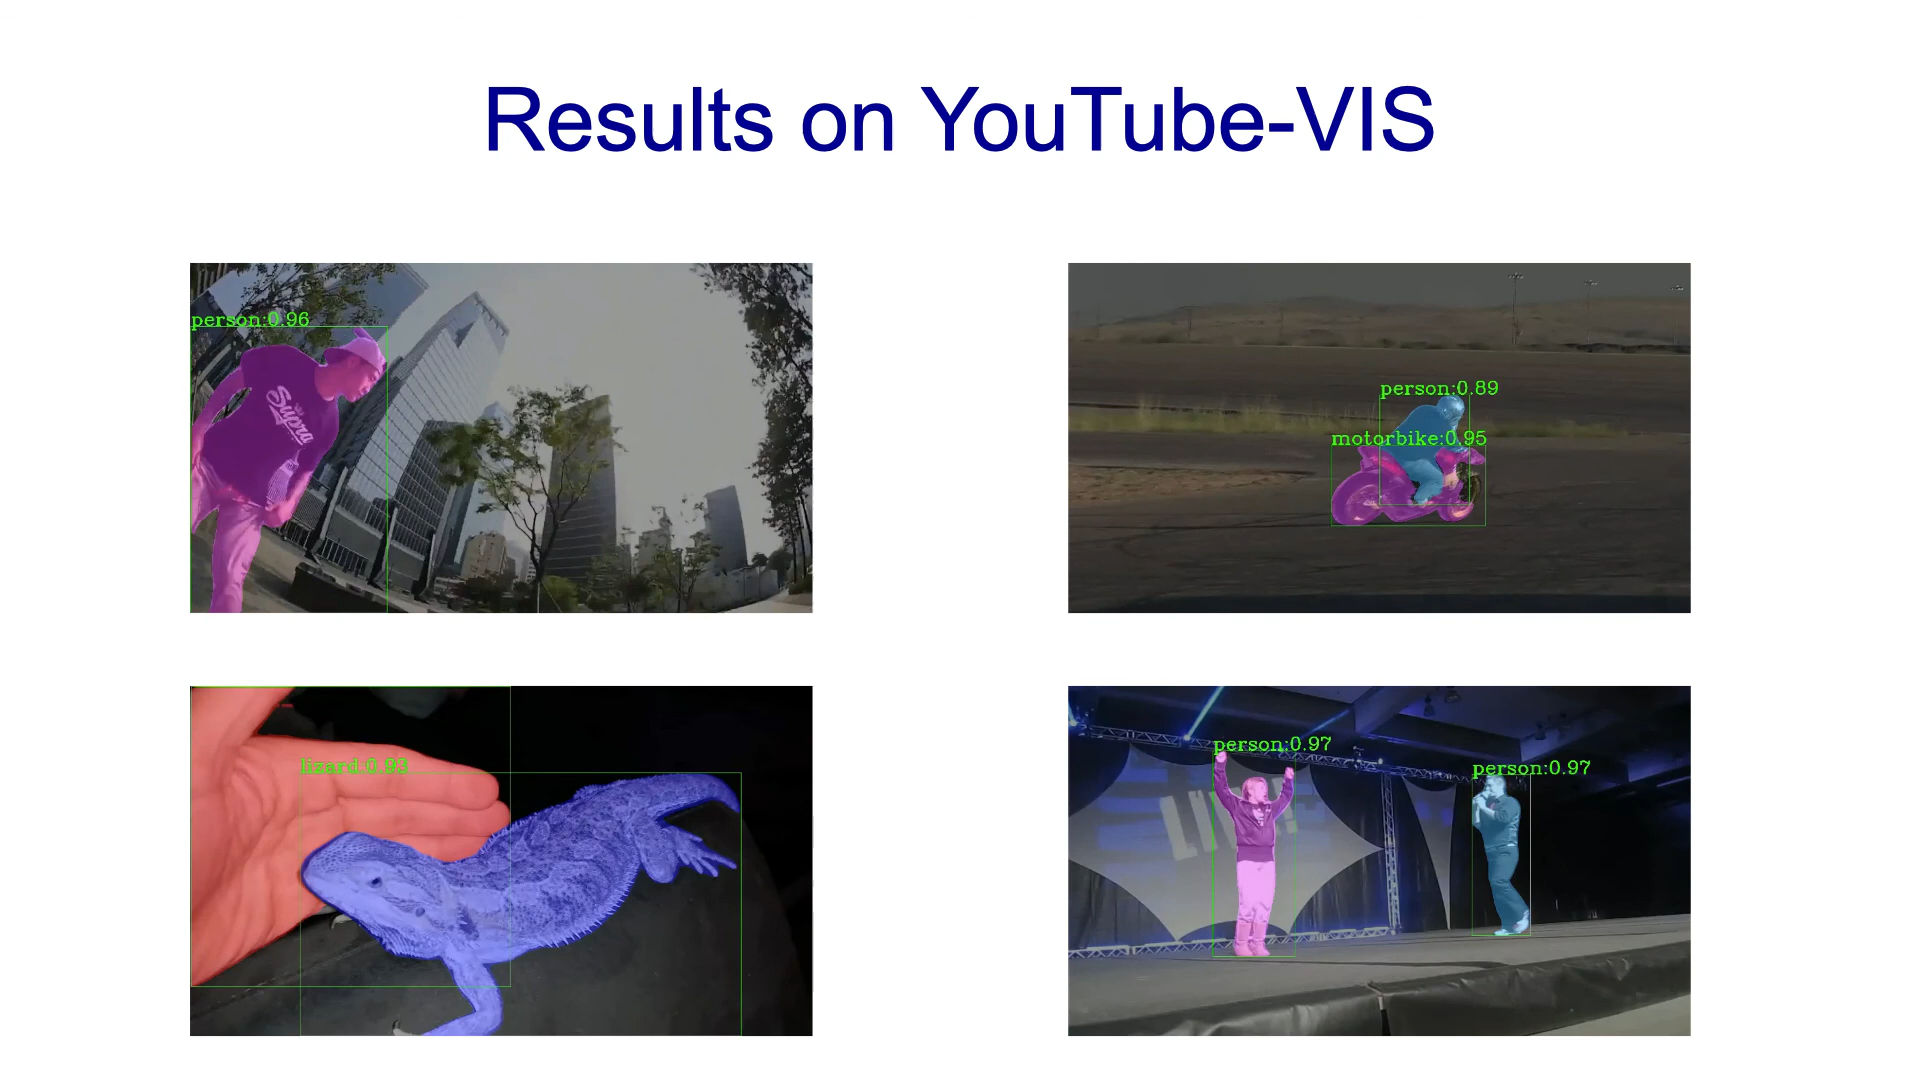 Results on YouTube-VIS
person:0.96
Supra
person:0.89
motorbike:0.95
lizard:0.93
person:0.97
person:0.97